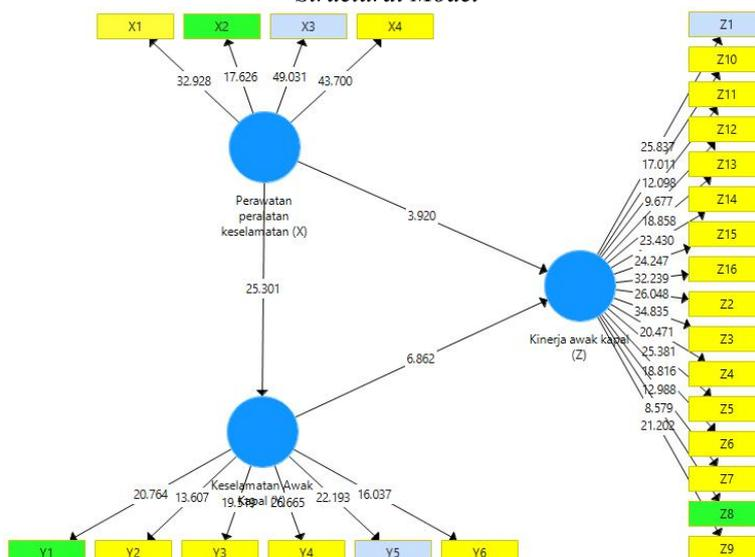 Structural Model
X1
X2
X3
X4
32.928
17.626
49.031
43.700
Perawatan
peralatan
keselamatan (X)
3.920
25.301
6.862
Keselamatan Awak
Kapal (Y)
20.764
13.607
22.193
16.037
Y1
Y2
Y3
Y4
Y5
Y6
Kinerja awak kapal
(Z)
25.837
17.011
12.098
9.677
18.858
23.430
24.247
32.239
26.048
34.835
20.471
25.381
18.816
12.988
8.579
21.202
Z1
Z10
Z11
Z12
Z13
Z14
Z15
Z16
Z2
Z3
Z4
Z5
Z6
Z7
Z8
Z9